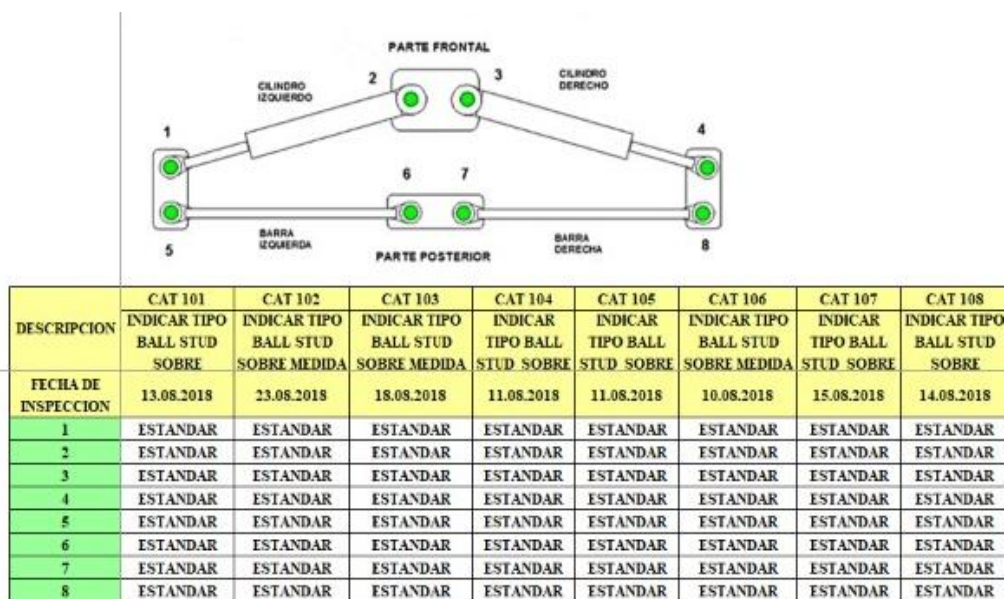 PARTE FRONTAL
CILINDRO
IZQUIERDO
2
3
CILINDRO
DERECHO
1
4
6
7
BARRA
IZQUIERDA
BARRA
DERECHA
5
PARTE POSTERIOR
8
DESCRIPCION CAT 101 CAT 102 CAT 103 CAT 104 CAT 105 CAT 106 CAT 107 CAT 108
INDICAR TIPO INDICAR TIPO INDICAR TIPO INDICAR INDICAR INDICAR TIPO INDICAR INDICAR TIPO
BALL STUD BALL STUD BALL STUD TIPO BALL TIPO BALL BALL STUD TIPO BALL BALL STUD
SOBRE SOBRE MEDIDA SOBRE MEDIDA STUD SOBRE STUD SOBRE SOBRE MEDIDA STUD SOBRE SOBRE
FECHA DE
INSPECCION 13.08.2018 23.08.2018 18.08.2018 11.08.2018 11.08.2018 10.08.2018 15.08.2018 14.08.2018
1 ESTANDAR ESTANDAR ESTANDAR ESTANDAR ESTANDAR ESTANDAR ESTANDAR ESTANDAR
2 ESTANDAR ESTANDAR ESTANDAR ESTANDAR ESTANDAR ESTANDAR ESTANDAR ESTANDAR
3 ESTANDAR ESTANDAR ESTANDAR ESTANDAR ESTANDAR ESTANDAR ESTANDAR ESTANDAR
4 ESTANDAR ESTANDAR ESTANDAR ESTANDAR ESTANDAR ESTANDAR ESTANDAR ESTANDAR
5 ESTANDAR ESTANDAR ESTANDAR ESTANDAR ESTANDAR ESTANDAR ESTANDAR ESTANDAR
6 ESTANDAR ESTANDAR ESTANDAR ESTANDAR ESTANDAR ESTANDAR ESTANDAR ESTANDAR
7 ESTANDAR ESTANDAR ESTANDAR ESTANDAR ESTANDAR ESTANDAR ESTANDAR ESTANDAR
8 ESTANDAR ESTANDAR ESTANDAR ESTANDAR ESTANDAR ESTANDAR ESTANDAR ESTANDAR